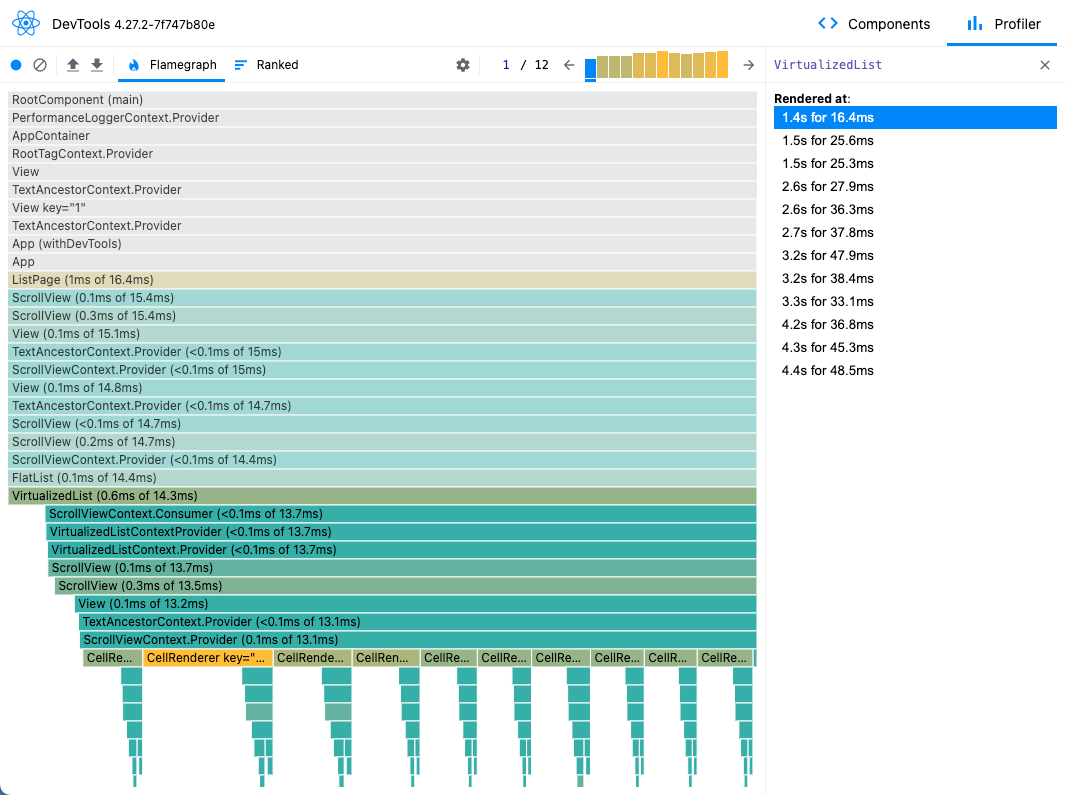 DevTools 4.27.2-7f747b80e
Components
Profiler
Flamegraph
Ranked
1 / 12
VirtualizedList
Rendered at:
1.4s for 16.4ms
1.5s for 25.6ms
1.5s for 25.3ms
2.6s for 27.9ms
2.6s for 36.3ms
2.7s for 37.8ms
3.2s for 47.9ms
3.2s for 38.4ms
3.3s for 33.1ms
4.2s for 36.8ms
4.3s for 45.3ms
4.4s for 48.5ms
RootComponent (main)
PerformanceLoggerContext.Provider
AppContainer
RootTagContext.Provider
View
TextAncestorContext.Provider
View key="1"
TextAncestorContext.Provider
App (withDevTools)
App
ListPage (1ms of 16.4ms)
ScrollView (0.1ms of 15.4ms)
ScrollView (0.3ms of 15.4ms)
View (0.1ms of 15.1ms)
TextAncestorContext.Provider (<0.1ms of 15ms)
ScrollViewContext.Provider (<0.1ms of 15ms)
View (0.1ms of 14.8ms)
TextAncestorContext.Provider (<0.1ms of 14.7ms)
ScrollView (<0.1ms of 14.7ms)
ScrollView (0.2ms of 14.7ms)
ScrollViewContext.Provider (<0.1ms of 14.4ms)
FlatList (0.1ms of 14.4ms)
VirtualizedList (0.6ms of 14.3ms)
ScrollViewContext.Consumer (<0.1ms of 13.7ms)
VirtualizedListContextProvider (<0.1ms of 13.7ms)
VirtualizedListContext.Provider (<0.1ms of 13.7ms)
ScrollView (0.1ms of 13.7ms)
ScrollView (0.3ms of 13.5ms)
View (0.1ms of 13.2ms)
TextAncestorContext.Provider (<0.1ms of 13.1ms)
ScrollViewContext.Provider (0.1ms of 13.1ms)
CellRe... CellRenderer key="... CellRende... CellRen... CellRe... CellRe... CellRe... CellRe... CellR... CellRe...